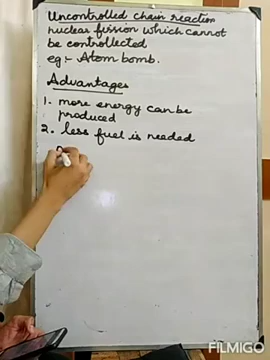 Uncontrolled chain reaction
nuclear fission which cannot
be controllected
eg:- Atom bomb.
Advantages
1. more energy can be
produced
2. less fuel is needed
FILMIGO